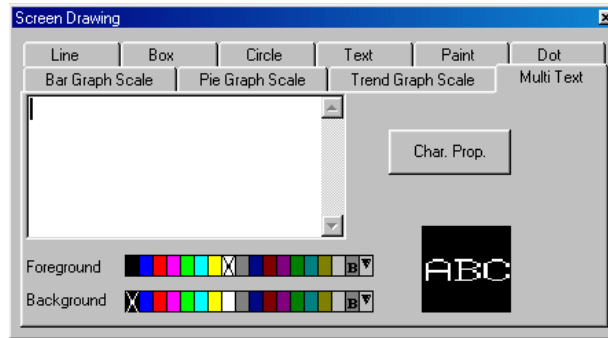 Screen Drawing
Line Box Circle Text Paint Dot
Bar Graph Scale Pie Graph Scale Trend Graph Scale Multi Text
Char. Prop.
Foreground B
ABC
Background B